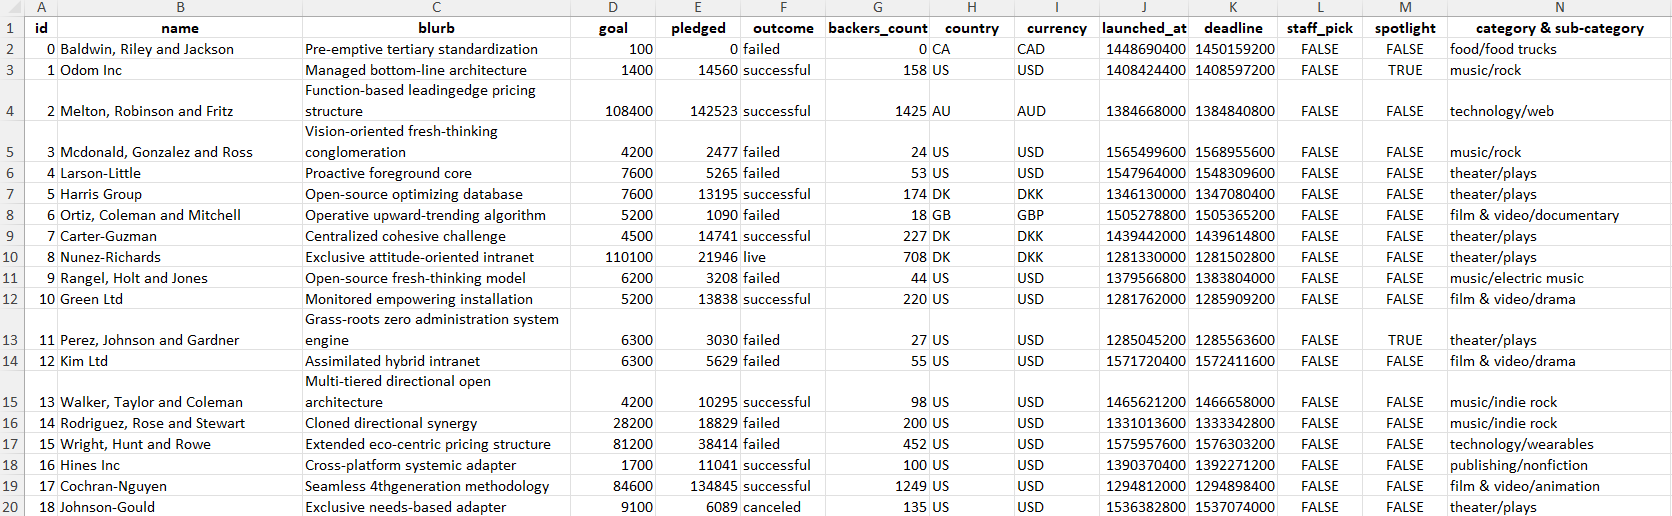 A B C D E F G H I J K L M N
1 id name blurb goal pledged outcome backers_count country currency launched_at deadline staff_pick spotlight category & sub-category
2 0 Baldwin, Riley and Jackson Pre-emptive tertiary standardization 100 0 failed 0 CA CAD 1448690400 1450159200 FALSE FALSE food/food trucks
3 1 Odom Inc Managed bottom-line architecture 1400 14560 successful 158 US USD 1408424400 1408597200 FALSE TRUE music/rock
Function-based leadingedge pricing
4 2 Melton, Robinson and Fritz structure 108400 142523 successful 1425 AU AUD 1384668000 1384840800 FALSE FALSE technology/web
Vision-oriented fresh-thinking
5 3 Mcdonald, Gonzalez and Ross conglomeration 4200 2477 failed 24 US USD 1565499600 1568955600 FALSE FALSE music/rock
6 4 Larson-Little Proactive foreground core 7600 5265 failed 53 US USD 1547964000 1548309600 FALSE FALSE theater/plays
7 5 Harris Group Open-source optimizing database 7600 13195 successful 174 DK DKK 1346130000 1347080400 FALSE FALSE theater/plays
8 6 Ortiz, Coleman and Mitchell Operative upward-trending algorithm 5200 1090 failed 18 GB GBP 1505278800 1505365200 FALSE FALSE film & video/documentary
9 7 Carter-Guzman Centralized cohesive challenge 4500 14741 successful 227 DK DKK 1439442000 1439614800 FALSE FALSE theater/plays
10 8 Nunez-Richards Exclusive attitude-oriented intranet 110100 21946 live 708 DK DKK 1281330000 1281502800 FALSE FALSE theater/plays
11 9 Rangel, Holt and Jones Open-source fresh-thinking model 6200 3208 failed 44 US USD 1379566800 1383804000 FALSE FALSE music/electric music
12 10 Green Ltd Monitored empowering installation 5200 13838 successful 220 US USD 1281762000 1285909200 FALSE FALSE film & video/drama
Grass-roots zero administration system
13 11 Perez, Johnson and Gardner engine 6300 3030 failed 27 US USD 1285045200 1285563600 FALSE TRUE theater/plays
14 12 Kim Ltd Assimilated hybrid intranet 6300 5629 failed 55 US USD 1571720400 1572411600 FALSE FALSE film & video/drama
Multi-tiered directional open
15 13 Walker, Taylor and Coleman architecture 4200 10295 successful 98 US USD 1465621200 1466658000 FALSE FALSE music/indie rock
16 14 Rodriguez, Rose and Stewart Cloned directional synergy 28200 18829 failed 200 US USD 1331013600 1333342800 FALSE FALSE music/indie rock
17 15 Wright, Hunt and Rowe Extended eco-centric pricing structure 81200 38414 failed 452 US USD 1575957600 1576303200 FALSE FALSE technology/wearables
18 16 Hines Inc Cross-platform systemic adapter 1700 11041 successful 100 US USD 1390370400 1392271200 FALSE FALSE publishing/nonfiction
19 17 Cochran-Nguyen Seamless 4thgeneration methodology 84600 134845 successful 1249 US USD 1294812000 1294898400 FALSE FALSE film & video/animation
20 18 Johnson-Gould Exclusive needs-based adapter 9100 6089 canceled 135 US USD 1536382800 1537074000 FALSE FALSE theater/plays